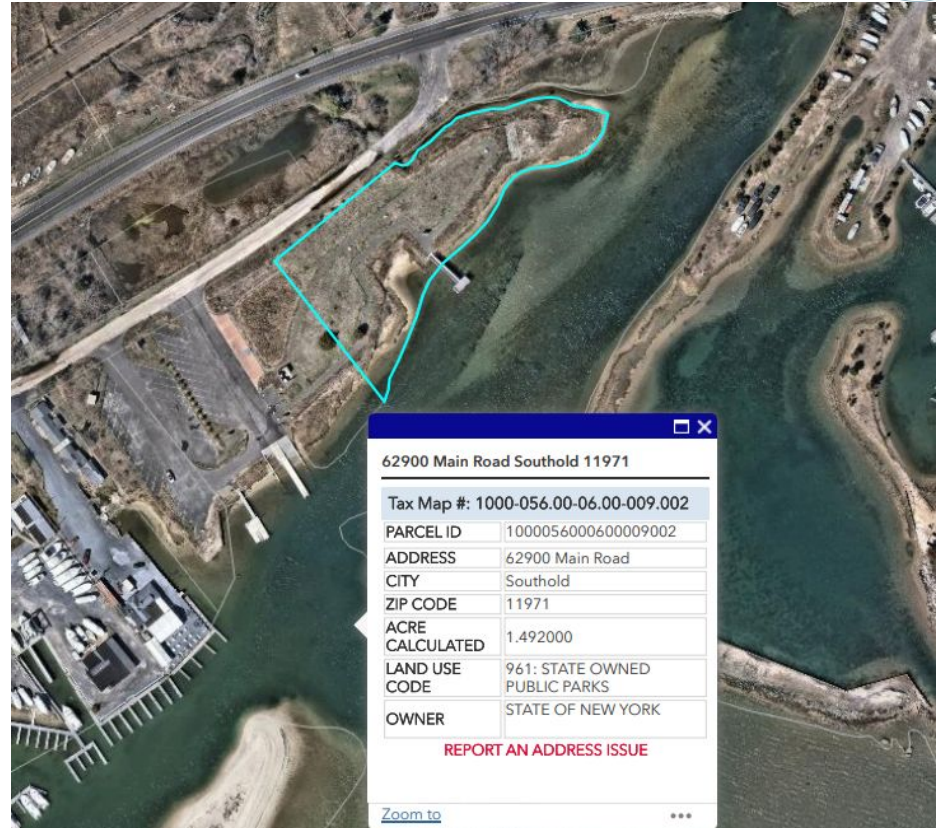 62900 Main Road Southold 11971
Tax Map #: 1000-056.00-06.00-009.002
PARCEL ID 1000056000600009002
ADDRESS 62900 Main Road
CITY Southold
ZIP CODE 11971
ACRE
CALCULATED 1.492000
LAND USE
CODE 961: STATE OWNED
PUBLIC PARKS
OWNER STATE OF NEW YORK
REPORT AN ADDRESS ISSUE
Zoom to